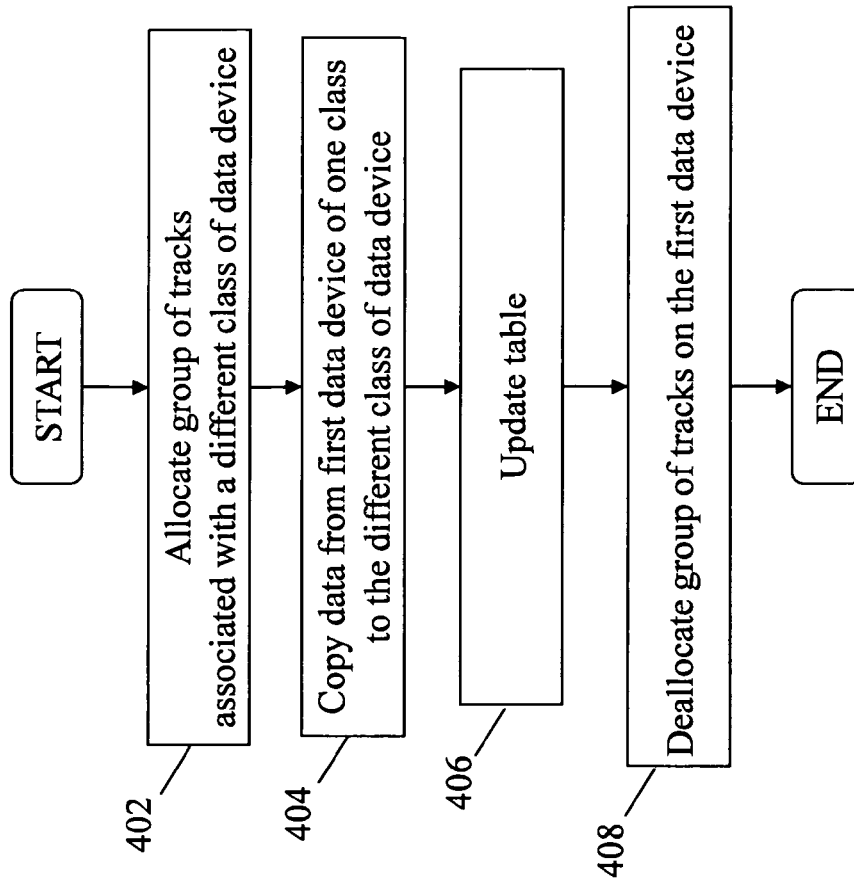 START
402
Allocate group of tracks
associated with a different class of data device
404
Copy data from first data device of one class
to the different class of data device
406
Update table
408
Deallocate group of tracks on the first data device
END